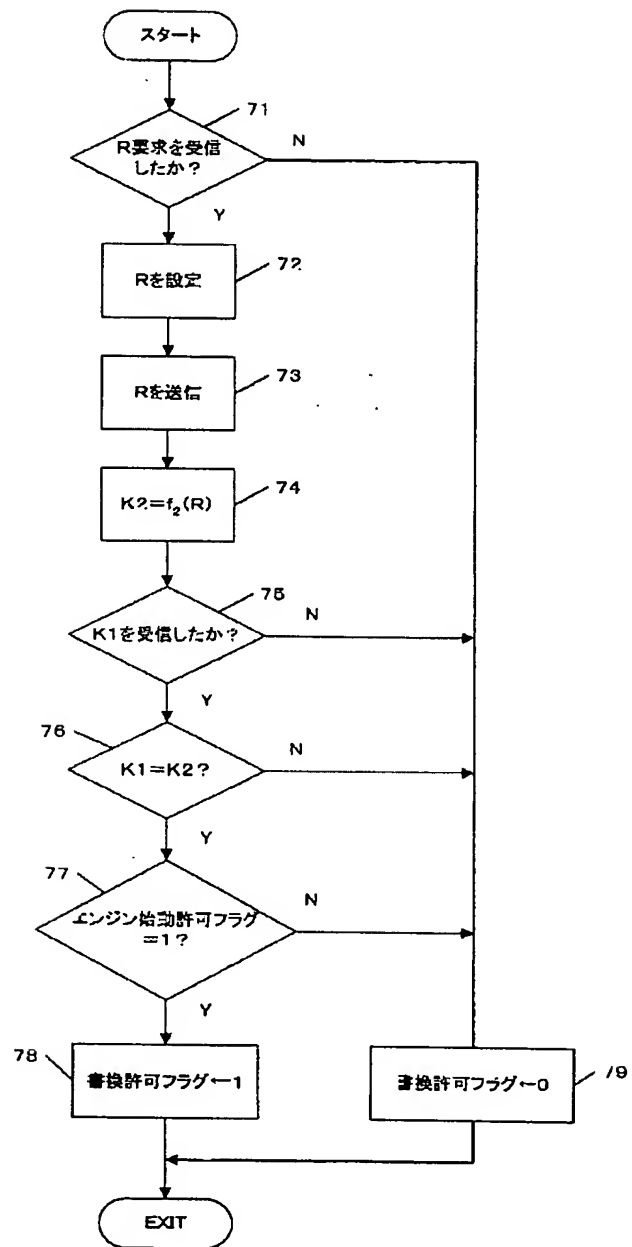 スタート
71
R要求を受信
したか？
N
Y
72
Rを設定
73
Rを送信
74
K2=f₂(R)
75
K1を受信したか？
N
Y
76
K1=K2？
N
Y
77
エンジン始動許可フラグ
=1？
N
Y
78
書換許可フラグ←1
79
書換許可フラグ←0
EXIT